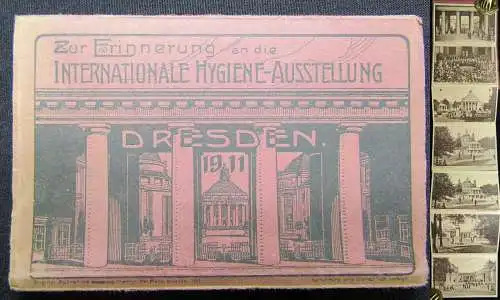 Zur Erinnerung an die
INTERNATIONALE HYGIENE-AUSSTELLUNG
DRESDEN.
1911